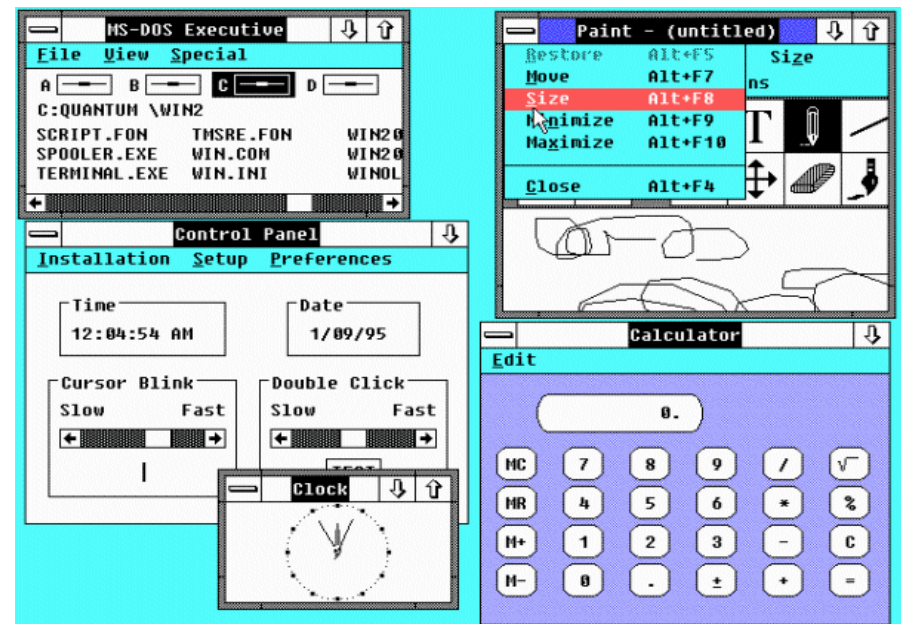 MS-DOS Executive
File View Special
A B C D
C:QUANTUM \WIN2
SCRIPT.FON TMSRE.FON WIN20
SPOOLER.EXE WIN.COM WIN20
TERMINAL.EXE WIN.INI WINOL
Paint - (untitled)
Restore Alt+F5 Size
Move Alt+F7 ns
Size Alt+F8
Alt+F9
Maximize Alt+F10
Close Alt+F4
T
Control Panel
Installation Setup Preferences
Time Date
12:04:54 AM 1/09/95
Cursor Blink Double Click
Slow Fast Slow Fast
Clock
Calculator
Edit
0.
MC 7 8 9 / √
MR 4 5 6 * %
M+ 1 2 3 - C
M- 0 . ± + =